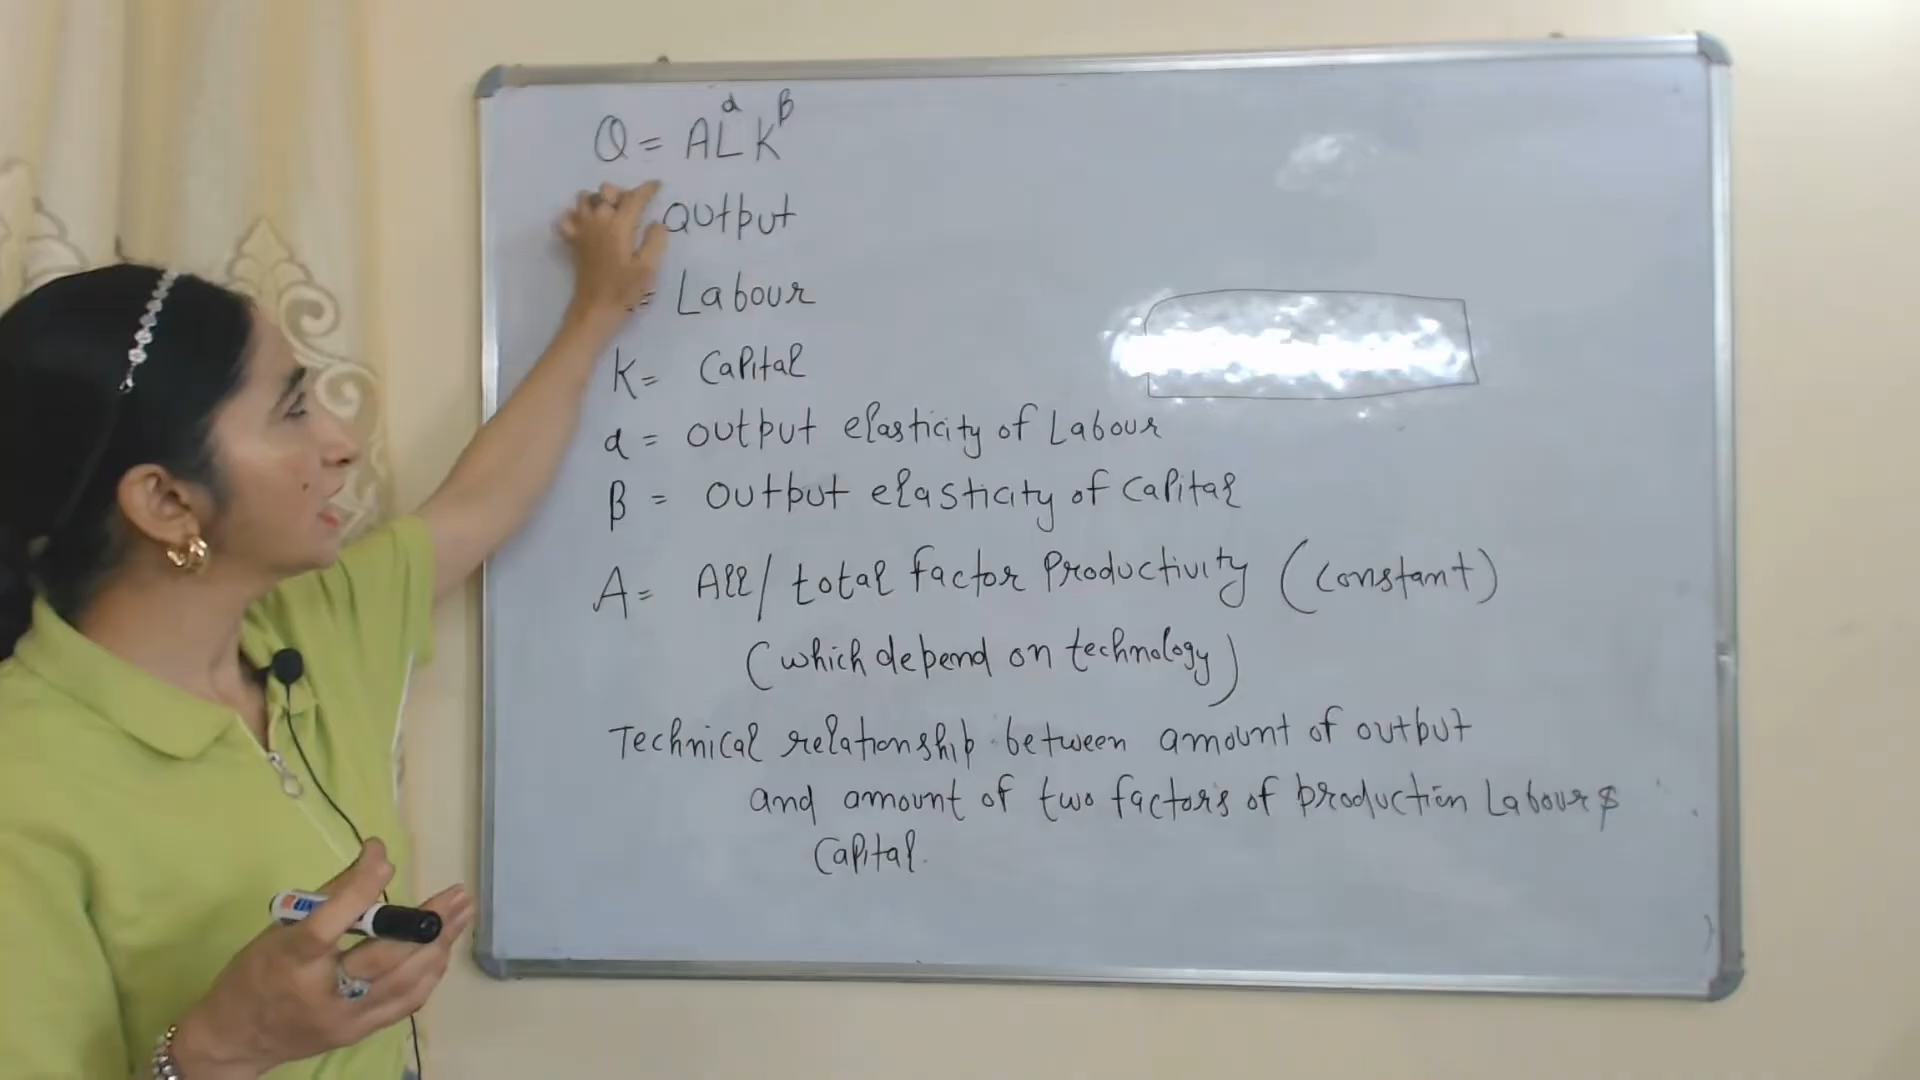 Q = AL^α K^β
output
= Labour
K = Capital
α = output elasticity of Labour
β = output elasticity of Capital
A = All/total factor Productivity (Constant)
(which depend on technology)
Technical relationship between amount of output
and amount of two factors of production Labour &
Capital.